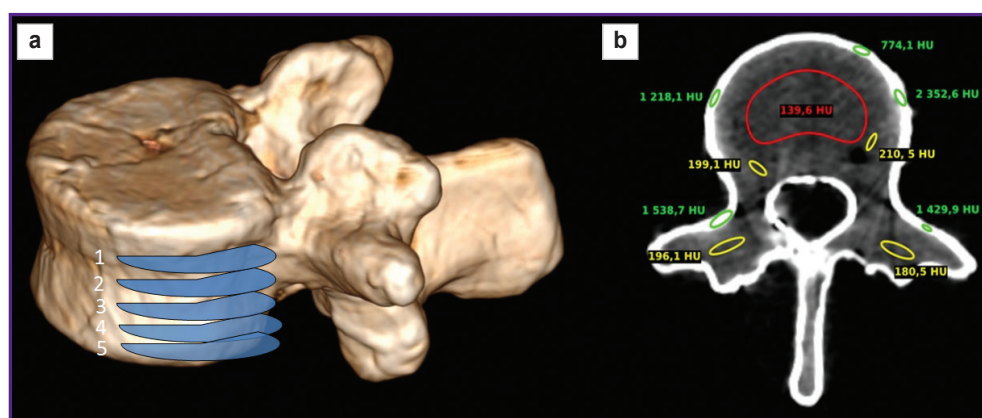 a
1
2
3
4
5
b
774,1 HU
1 218,1 HU
2 352,6 HU
139,6 HU
210, 5 HU
199,1 HU
1 538,7 HU
1 429,9 HU
196,1 HU
180,5 HU